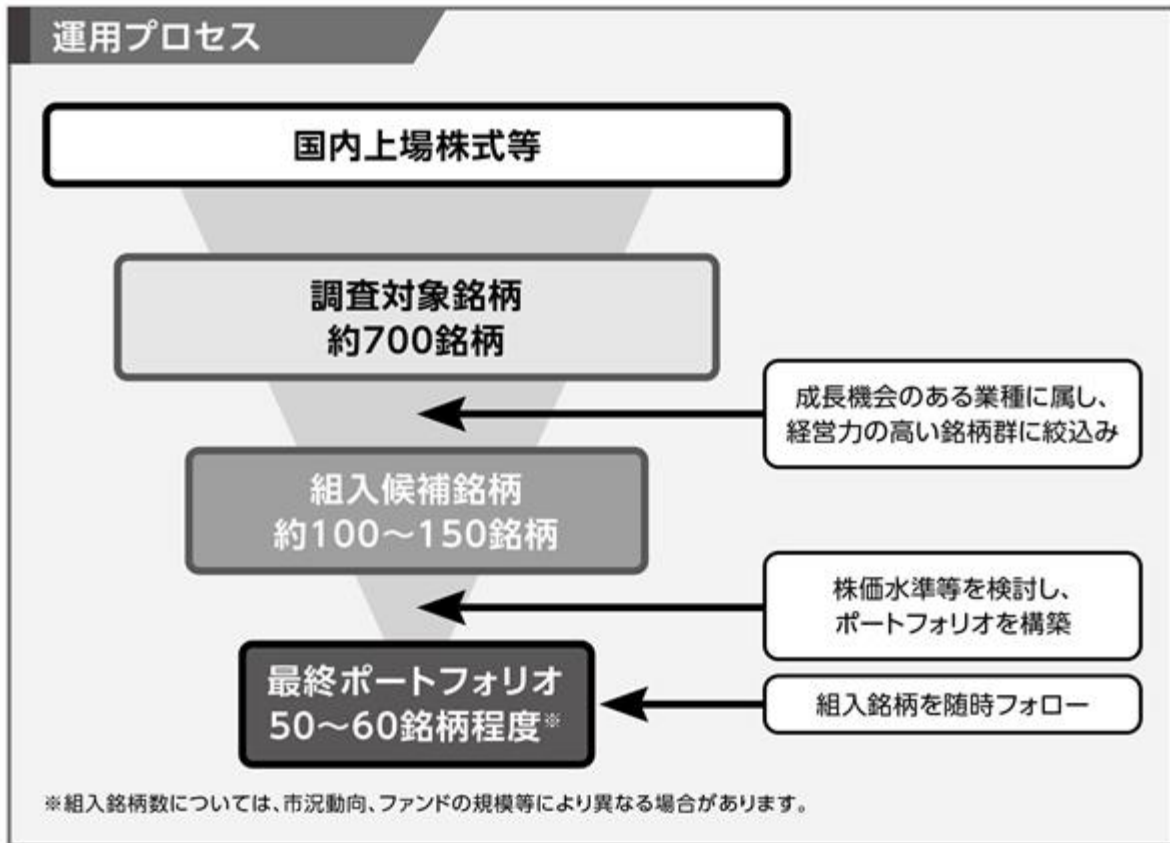 運用プロセス
国内上場株式等
調査対象銘柄
約700銘柄
成長機会のある業種に属し、
経営力の高い銘柄群に絞込み
組入候補銘柄
約100～150銘柄
株価水準等を検討し、
ポートフォリオを構築
最終ポートフォリオ
50～60銘柄程度※
組入銘柄を随時フォロー
※組入銘柄数については、市況動向、ファンドの規模等により異なる場合があります。